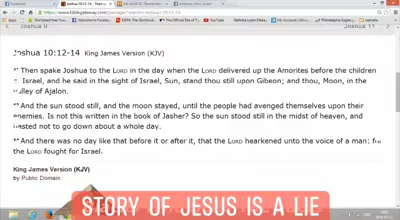 www.biblegateway.com
Joshua 9
Joshua 11
Joshua 10:12-14 King James Version (KJV)
12 Then spake Joshua to the LORD in the day when the LORD delivered up the Amorites before the children
Israel, and he said in the sight of Israel, Sun, stand thou still upon Gibeon; and thou, Moon, in the
valley of Ajalon.
And the sun stood still, and the moon stayed, until the people had avenged themselves upon their
enemies. Is not this written in the book of Jasher? So the sun stood still in the midst of heaven, and
hasted not to go down about a whole day.
And there was no day like that before it or after it, that the LORD hearkened unto the voice of a man: for
the LORD fought for Israel.
King James Version (KJV)
by Public Domain
STORY OF JESUS IS A LIE